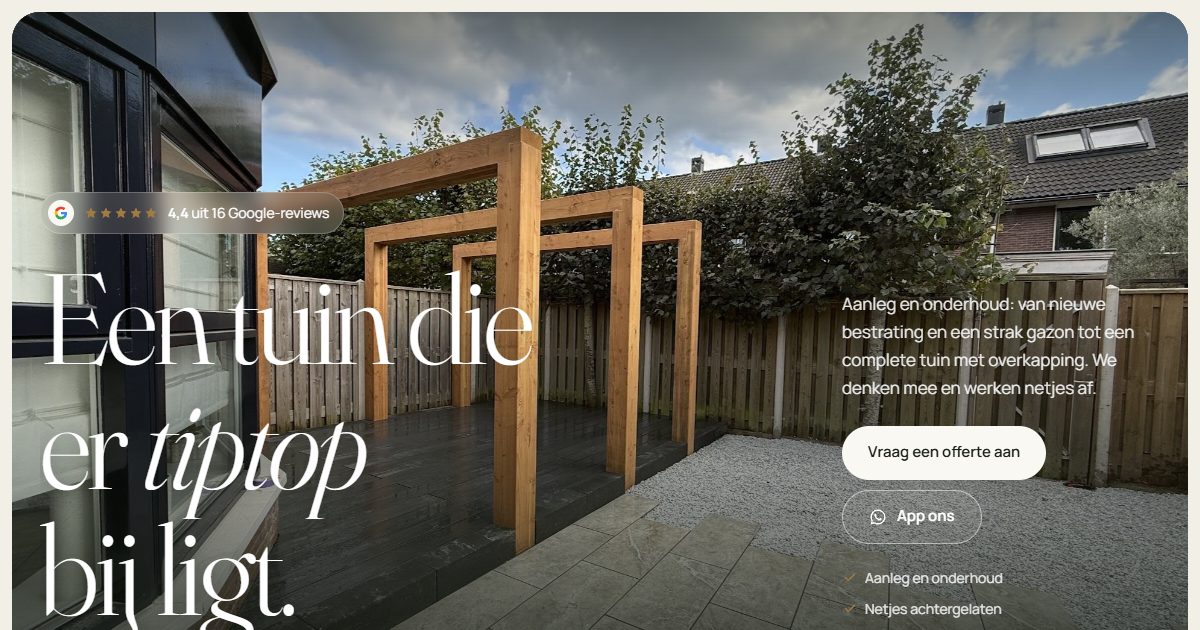 4,4 uit 16 Google-reviews
Een tuin die
er tiptop
bij ligt.
Aanleg en onderhoud: van nieuwe
bestrating en een strak gazon tot een
complete tuin met overkapping. We
denken mee en werken netjes af.
Vraag een offerte aan
App ons
Aanleg en onderhoud
Netjes achtergelaten